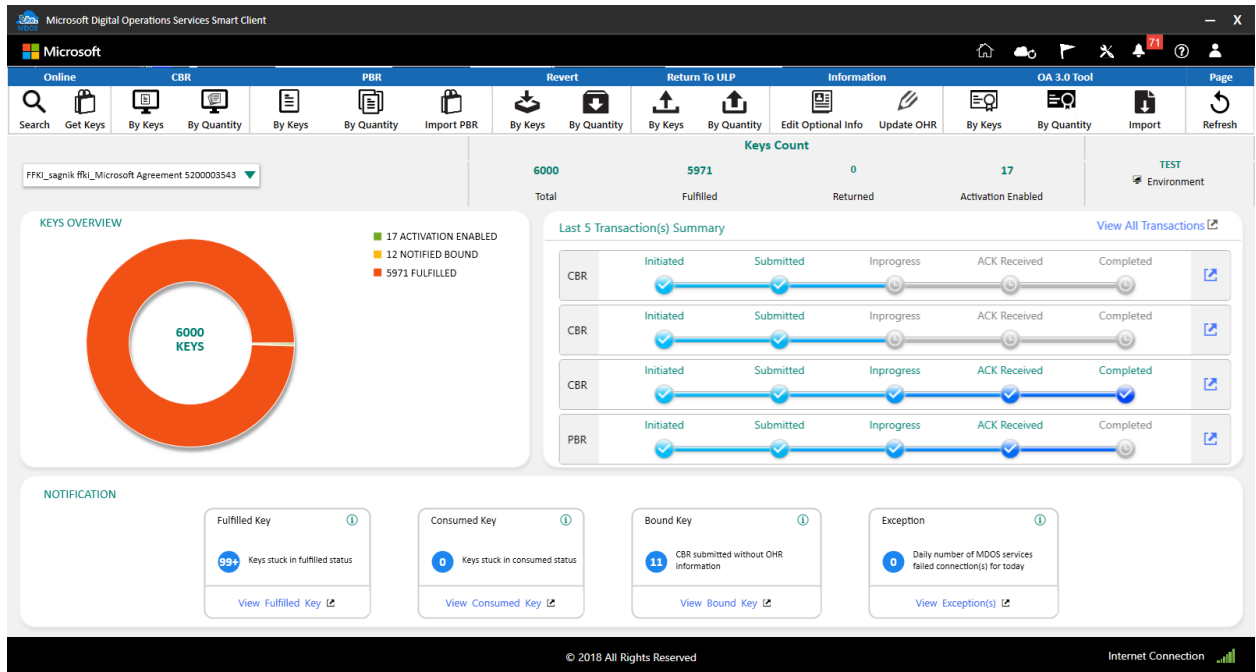 MDOS
Microsoft Digital Operations Services Smart Client
X
Microsoft
71
Online CBR PBR Revert Return To ULP Information OA 3.0 Tool Page
Search Get Keys By Keys By Quantity By Keys By Quantity Import PBR By Keys By Quantity By Keys By Quantity Edit Optional Info Update OHR By Keys By Quantity Import Refresh
Keys Count
FFKI_sagnik ffki_Microsoft Agreement 5200003543
6000 5971 0 17
Total Fulfilled Returned Activation Enabled
TEST
Environment
KEYS OVERVIEW
17 ACTIVATION ENABLED
12 NOTIFIED BOUND
5971 FULFILLED
6000
KEYS
Last 5 Transaction(s) Summary
View All Transactions
CBR Initiated Submitted Inprogress ACK Received Completed
CBR Initiated Submitted Inprogress ACK Received Completed
CBR Initiated Submitted Inprogress ACK Received Completed
PBR Initiated Submitted Inprogress ACK Received Completed
NOTIFICATION
Fulfilled Key
99+ Keys stuck in fulfilled status
View Fulfilled Key
Consumed Key
0 Keys stuck in consumed status
View Consumed Key
Bound Key
11 CBR submitted without OHR
information
View Bound Key
Exception
0 Daily number of MDOS services
failed connection(s) for today
View Exception(s)
© 2018 All Rights Reserved
Internet Connection